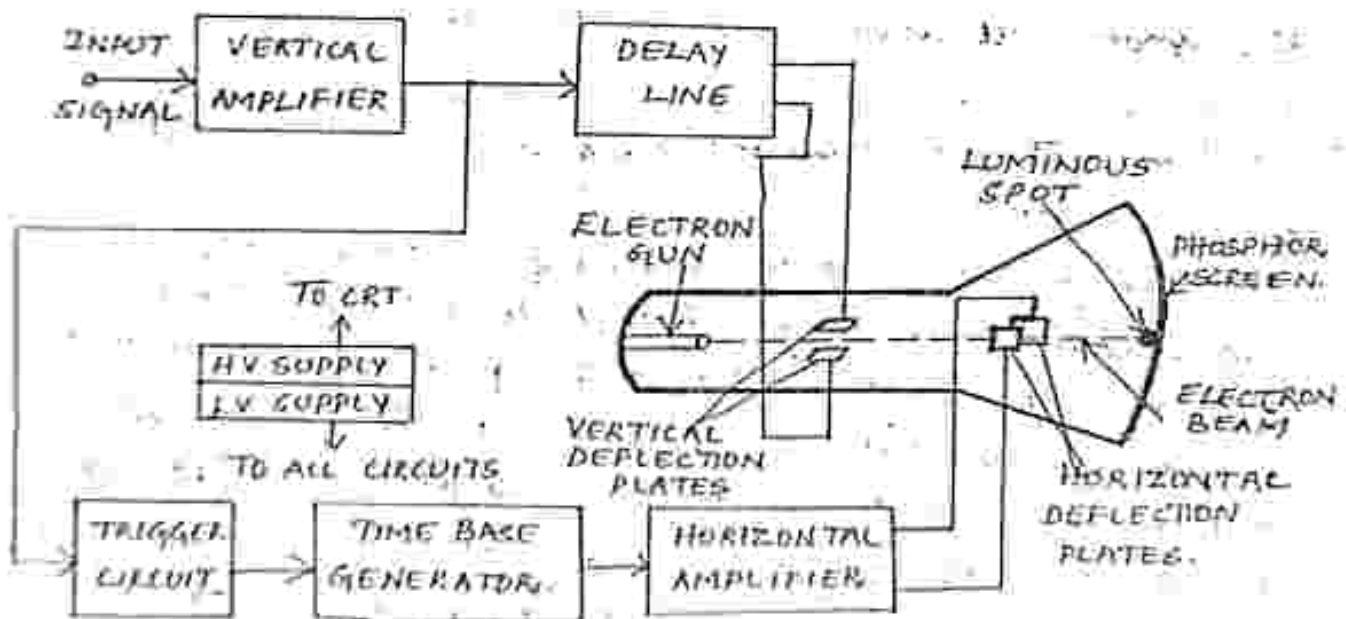 INPUT
SIGNAL
VERTICAL
AMPLIFIER
DELAY
LINE
LUMINOUS
SPOT
ELECTRON
GUN
PHOSPHOR
SCREEN.
TO CRT.
HV SUPPLY
LV SUPPLY
TO ALL CIRCUITS
VERTICAL
DEFLECTION
PLATES
ELECTRON
BEAM
HORIZONTAL
DEFLECTION
PLATES.
TRIGGER
CIRCUIT
TIME BASE
GENERATOR.
HORIZONTAL
AMPLIFIER